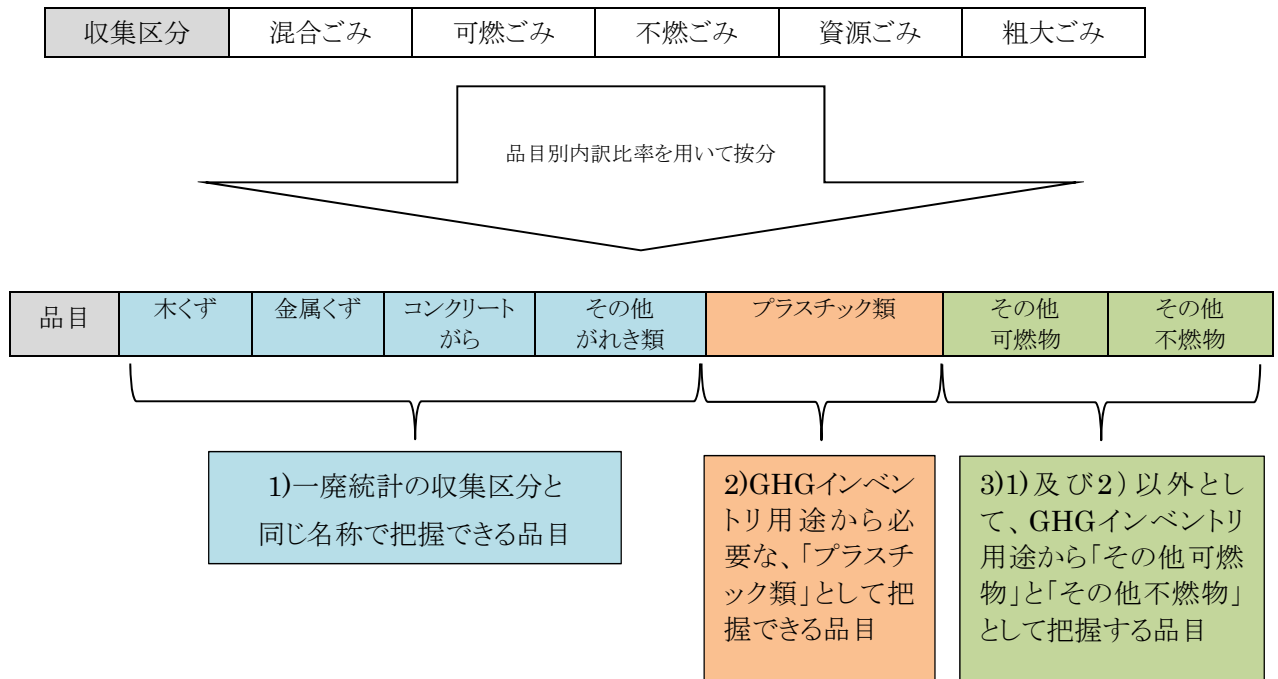 収集区分 混合ごみ 可燃ごみ 不燃ごみ 資源ごみ 粗大ごみ
品目別内訳比率を用いて按分
品目 木くず 金属くず コンクリート その他 プラスチック類 その他 その他
がら がれき類 可燃物 不燃物
1)一廃統計の収集区分と
同じ名称で把握できる品目
2)GHGインベン
トリ用途から必
要な、「プラスチ
ック類」として把
握できる品目
3)1)及び2)以外とし
て、GHGインベントリ
用途から「その他可燃
物」と「その他不燃物」
として把握する品目